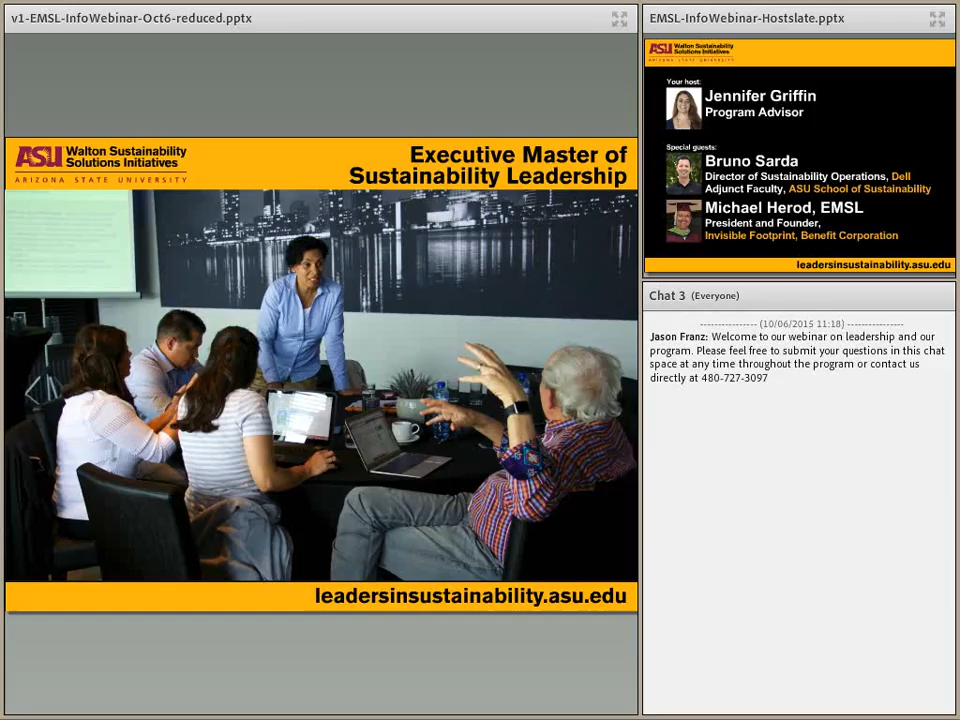 v1-EMSL-InfoWebinar-Oct6-reduced.pptx
ASU Walton Sustainability
Solutions Initiatives
ARIZONA STATE UNIVERSITY
Executive Master of
Sustainability Leadership
leadersinsustainability.asu.edu
EMSL-InfoWebinar-Hostslate.pptx
ASU Walton Sustainability
Solutions Initiatives
ARIZONA STATE UNIVERSITY
Your host:
Jennifer Griffin
Program Advisor
Special guests:
Bruno Sarda
Director of Sustainability Operations, Dell
Adjunct Faculty, ASU School of Sustainability
Michael Herod, EMSL
President and Founder,
Invisible Footprint, Benefit Corporation
leadersinsustainability.asu.edu
Chat 3 (Everyone)
---------------- (10/06/2015 11:18) ----------------
Jason Franz: Welcome to our webinar on leadership and our
program. Please feel free to submit your questions in this chat
space at any time throughout the program or contact us
directly at 480-727-3097